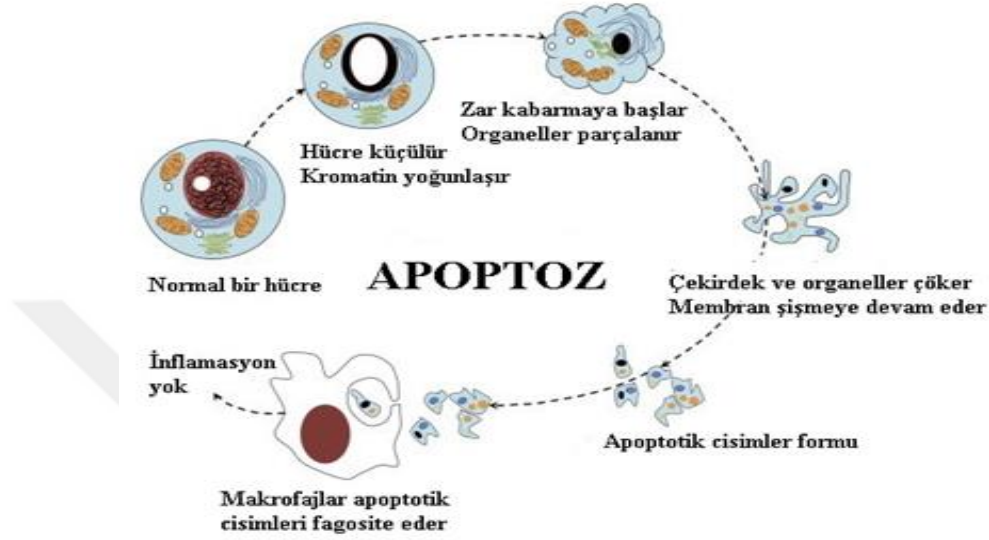 Zar kabarmaya başlar
Organeller parçalanır
Hücre küçülür
Kromatin yoğunlaşır
Normal bir hücre
APOPTOZ
Çekirdek ve organeller çöker
Membran şişmeye devam eder
İnflamasyon
yok
Apoptotik cisimler formu
Makrofajlar apoptotik
cisimleri fagosite eder